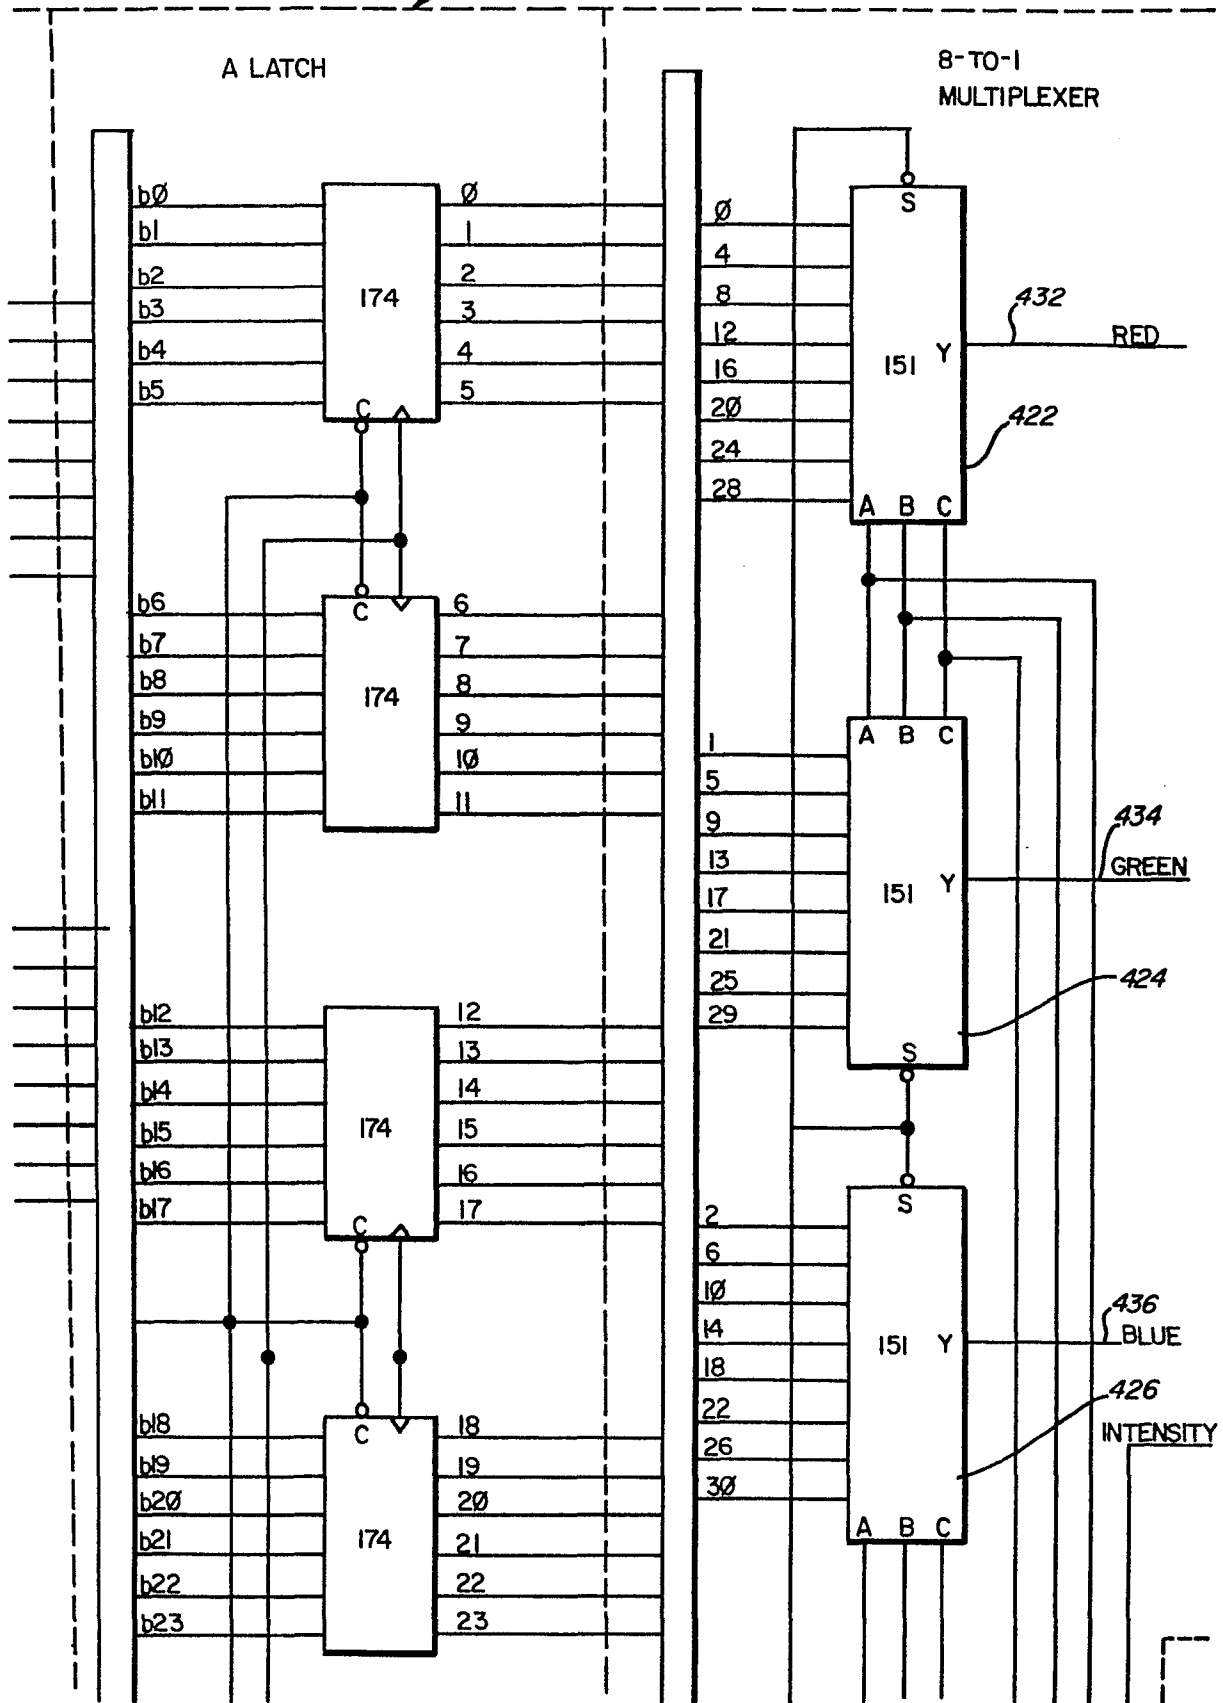 A LATCH
8-TO-1
MULTIPLEXER
bØ
b1
b2
b3
b4
b5
174
C
Ø
1
2
3
4
5
b6
b7
b8
b9
b1Ø
b11
C
174
6
7
8
9
1Ø
11
b12
b13
b14
b15
b16
b17
174
C
12
13
14
15
16
17
b18
b19
b2Ø
b21
b22
b23
C
174
18
19
2Ø
21
22
23
Ø
4
8
12
16
2Ø
24
28
S
151
Y
A B C
432
RED
422
1
5
9
13
17
21
25
29
A B C
151
Y
S
434
GREEN
424
2
6
1Ø
14
18
22
26
3Ø
S
151
Y
A B C
436
BLUE
426
INTENSITY